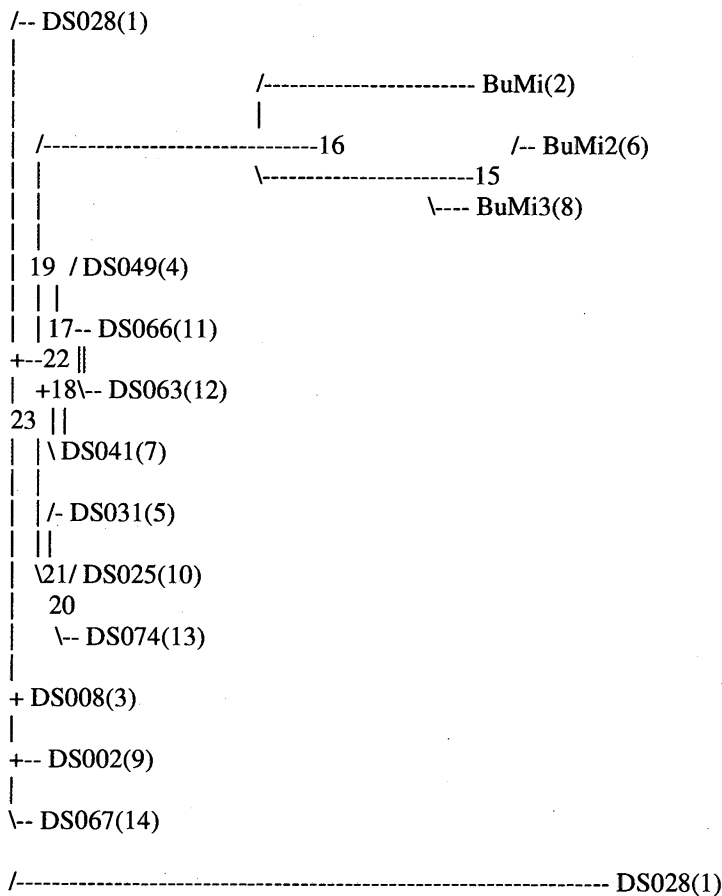 /-- DS028(1)
|
| /------------------------ BuMi(2)
| |
| /-------------------------------16 /-- BuMi2(6)
| | \------------------------15
| | \---- BuMi3(8)
| |
| 19 / DS049(4)
| | | |
| | 17-- DS066(11)
+--22 ||
| +18\-- DS063(12)
23 ||
| | \ DS041(7)
| |
| | /- DS031(5)
| ||
| \21/ DS025(10)
| 20
| \-- DS074(13)
|
+ DS008(3)
|
+-- DS002(9)
|
\-- DS067(14)
/------------------------------------------------------------------- DS028(1)